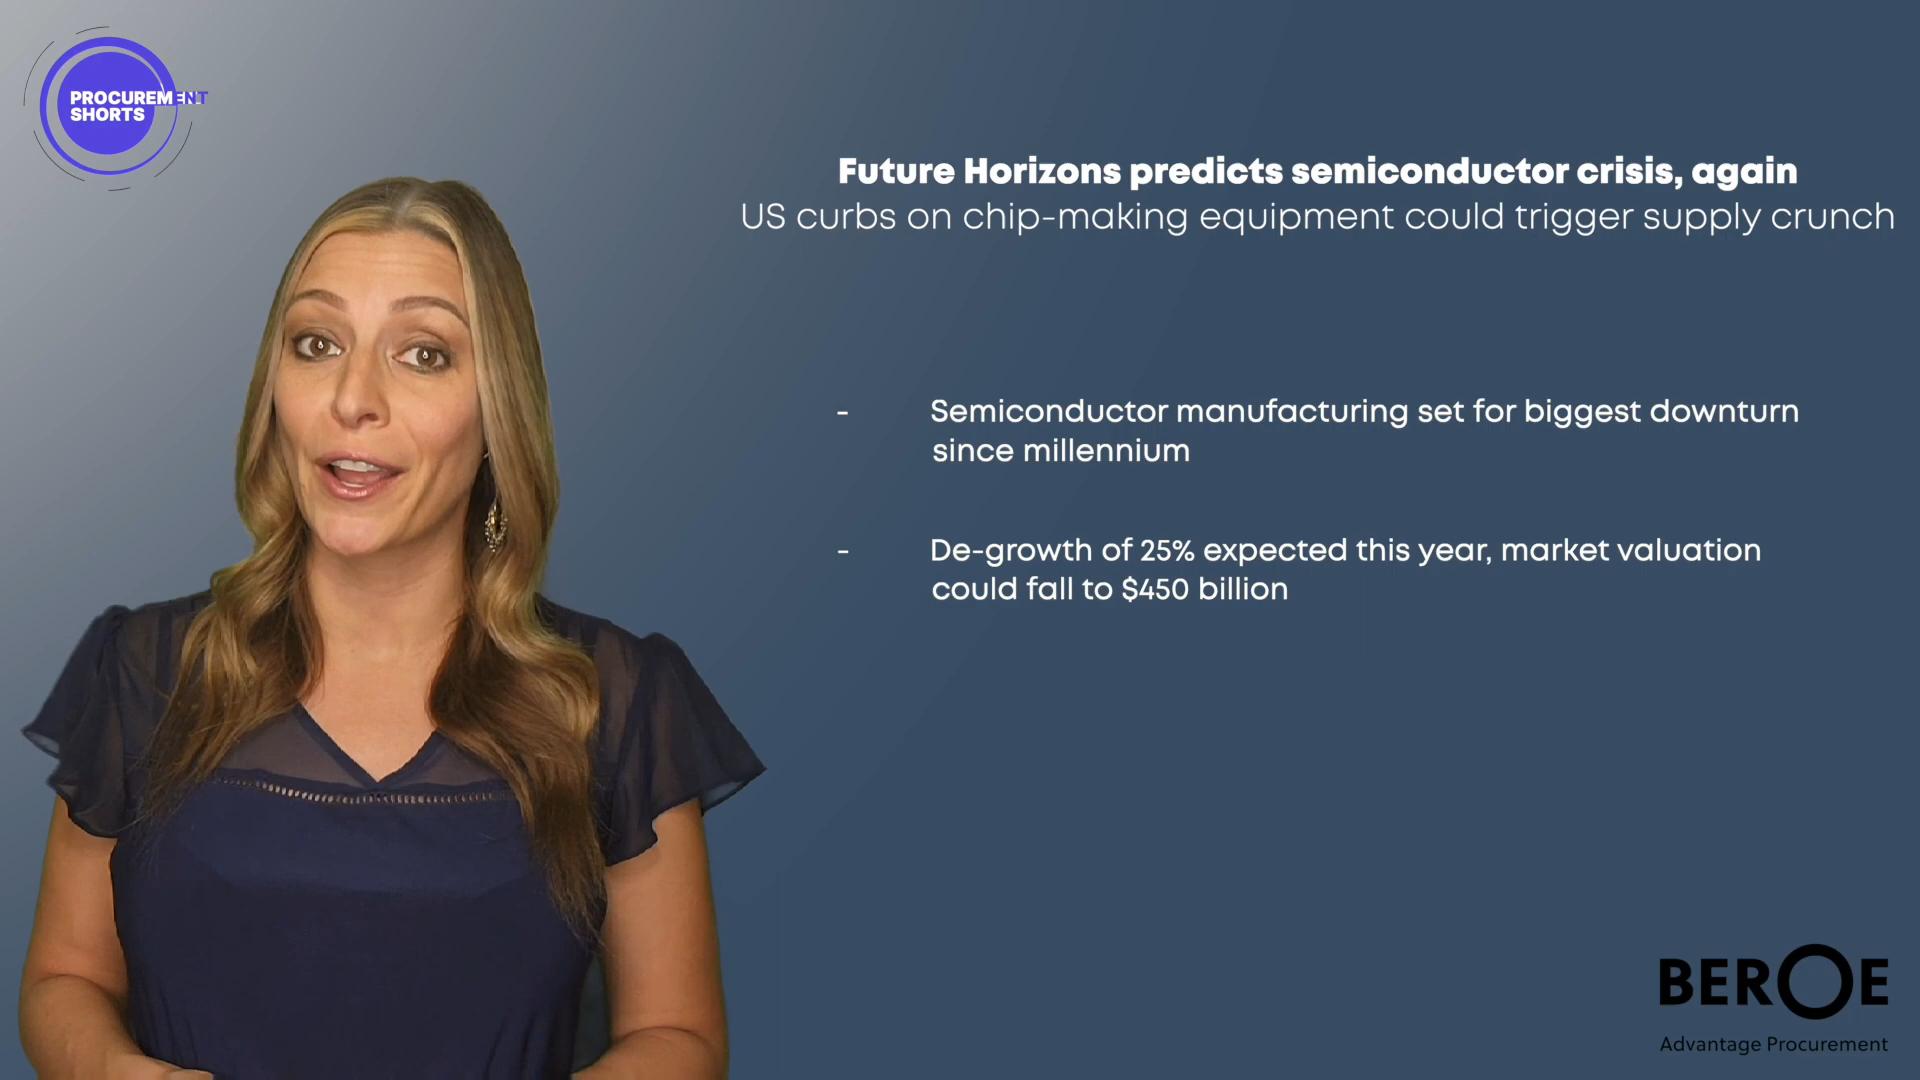 PROCUREMENT
SHORTS
Future Horizons predicts semiconductor crisis, again
US curbs on chip-making equipment could trigger supply crunch
- Semiconductor manufacturing set for biggest downturn
since millennium
- De-growth of 25% expected this year, market valuation
could fall to $450 billion
BEROE
Advantage Procurement